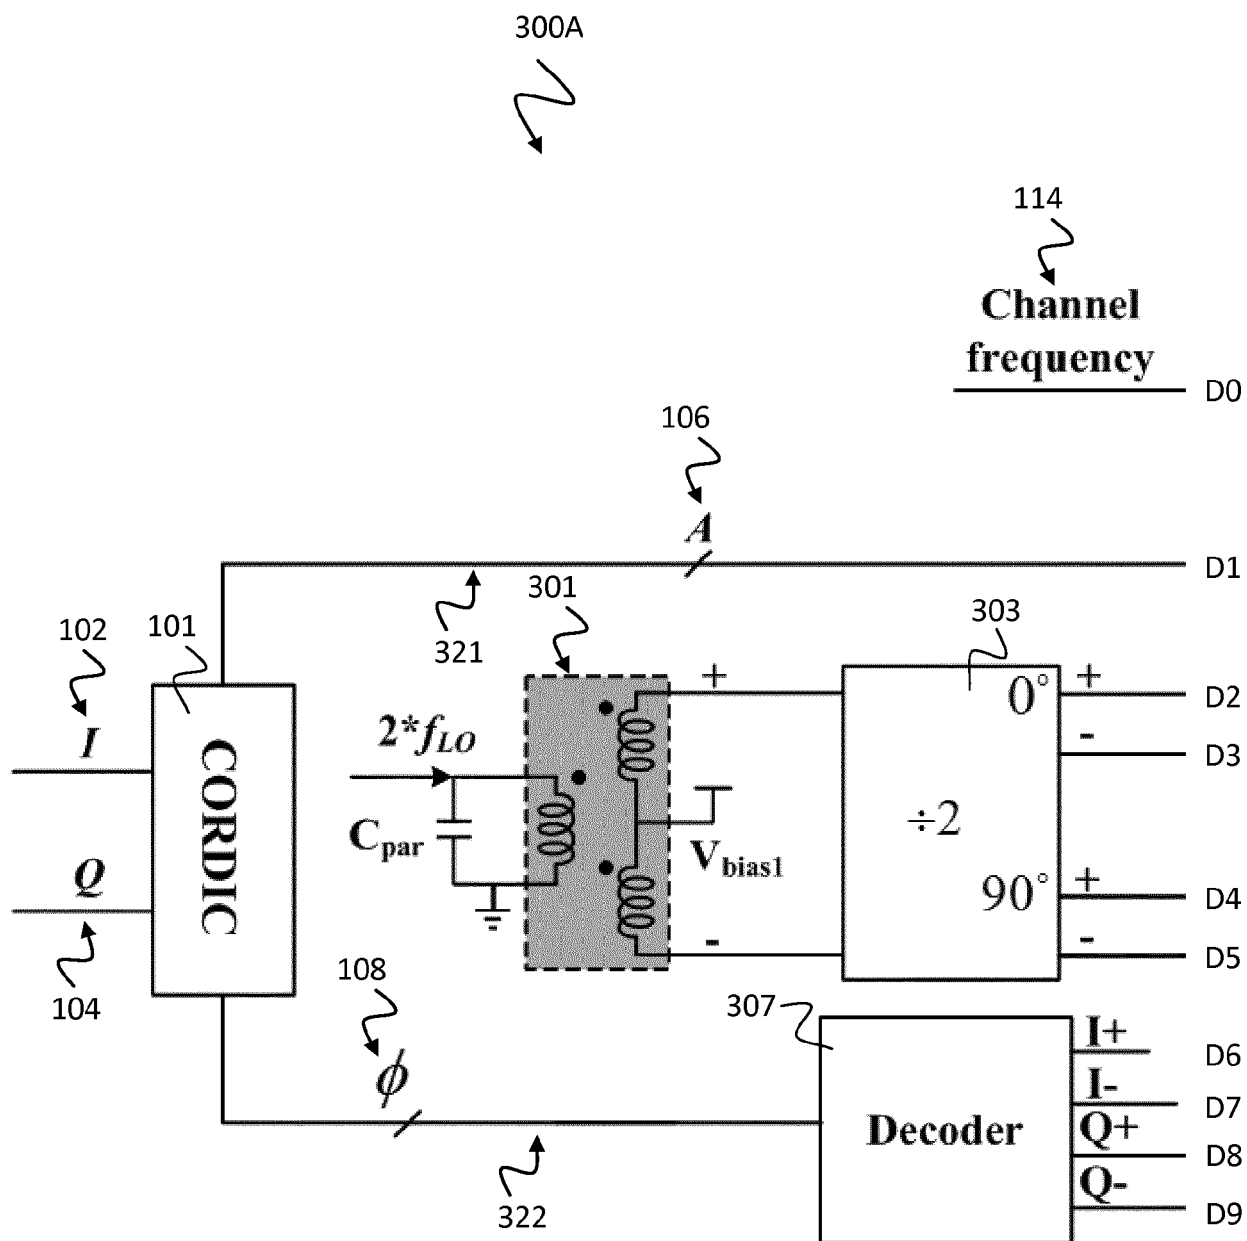 300A
114
Channel
frequency
D0
106
A
D1
321
301
102
101
303
I
CORDIC
2*fLO
+
0°
+
D2
-
D3
Cpar
Vbias1
÷2
Q
90°
+
D4
-
-
D5
104
108
ϕ
307
Decoder
I+
D6
I-
D7
Q+
D8
Q-
D9
322